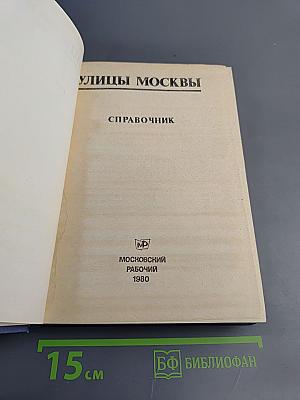 УЛИЦЫ МОСКВЫ
СПРАВОЧНИК
МР
МОСКОВСКИЙ
РАБОЧИЙ
1980
15 см
БФ БИБЛИОФАН